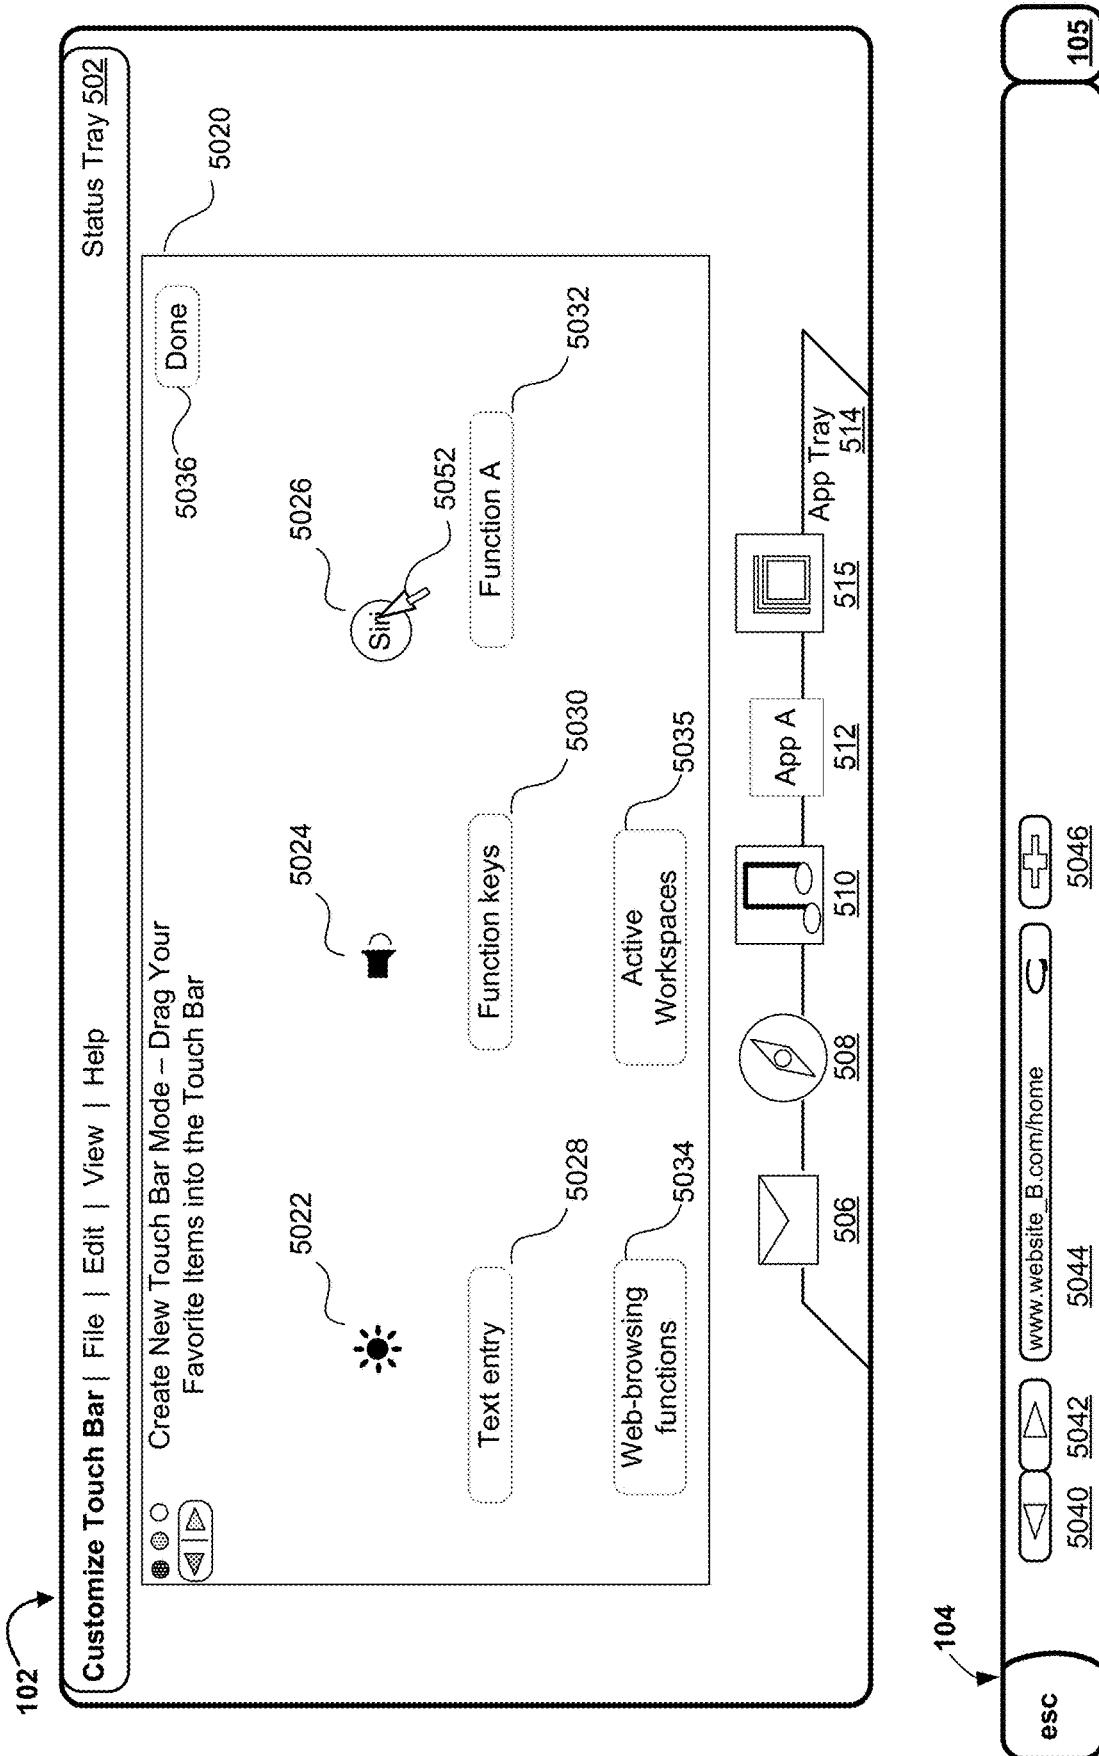 102
Customize Touch Bar | File | Edit | View | Help
Status Tray 502
Create New Touch Bar Mode – Drag Your
Favorite Items into the Touch Bar
Done
5020
5036
5022
5024
5026
Siri
5052
Text entry
5028
Function keys
5030
Function A
5032
Web-browsing
functions
5034
Active
Workspaces
5035
506
508
510
App A
512
515
App Tray
514
104
esc
5040
5042
www.website_B.com/home
5044
5046
105